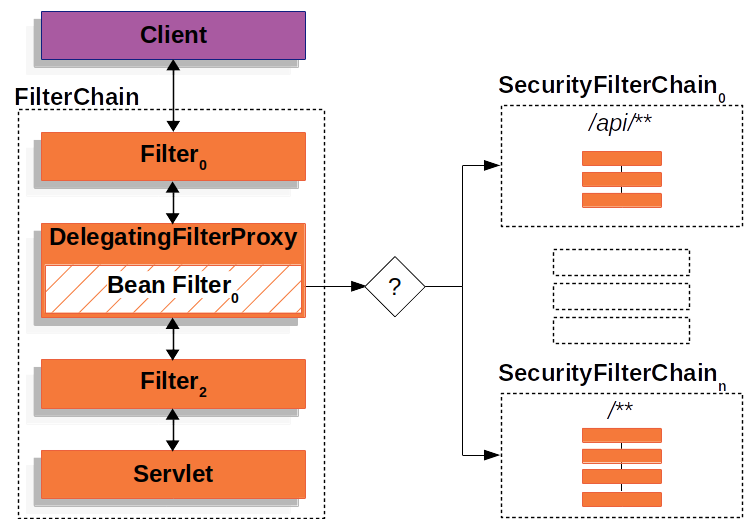 Client
FilterChain
Filter0
DelegatingFilterProxy
Bean Filter0
Filter2
Servlet
?
SecurityFilterChain0
/api/**
SecurityFilterChainn
/**